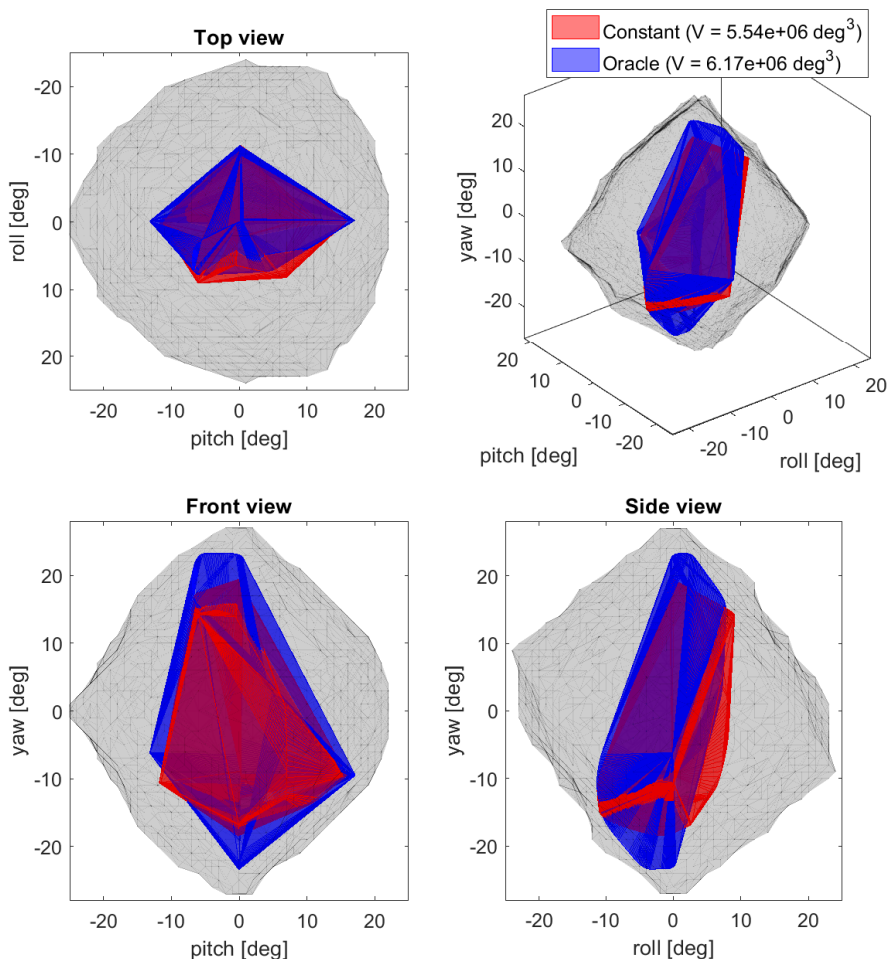 Top view
-20
-10
0
10
20
roll [deg]
-20 -10 0 10 20
pitch [deg]
Constant (V = 5.54e+06 deg³)
Oracle (V = 6.17e+06 deg³)
20
10
0
-10
-20
yaw [deg]
20
10
0
-10
-20
pitch [deg]
-20
-10
0
10
20
roll [deg]
Front view
20
10
0
-10
-20
yaw [deg]
-20 -10 0 10 20
pitch [deg]
Side view
20
10
0
-10
-20
yaw [deg]
-20 -10 0 10 20
roll [deg]